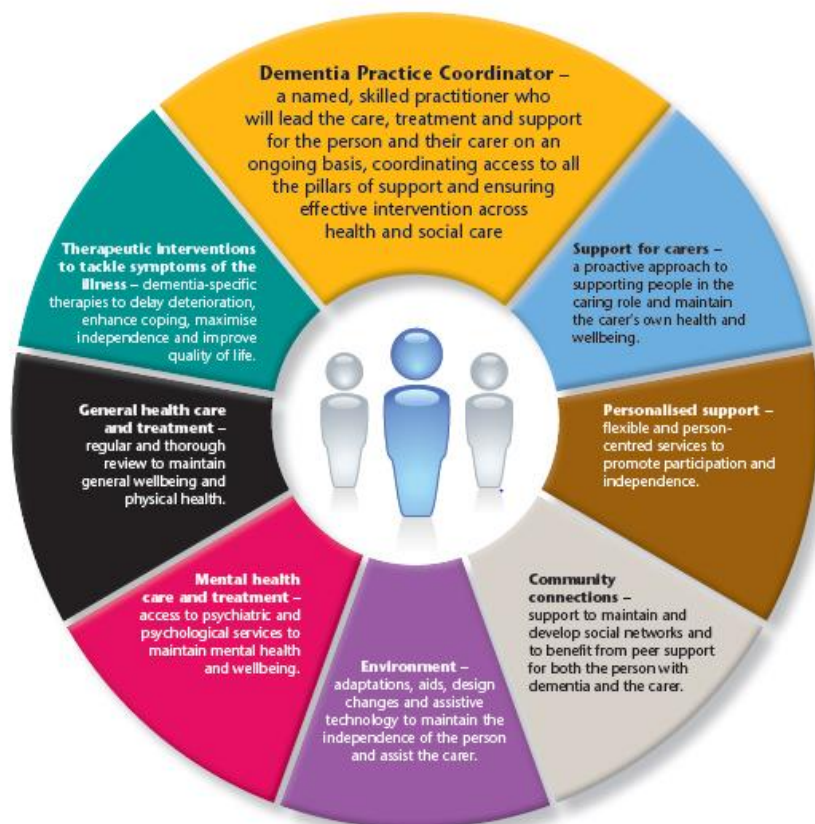 Dementia Practice Coordinator –
a named, skilled practitioner who
will lead the care, treatment and support
for the person and their carer on an
ongoing basis, coordinating access to all
the pillars of support and ensuring
effective intervention across
health and social care
Support for carers –
a proactive approach to
supporting people in the
caring role and maintain
the carer's own health and
wellbeing.
Personalised support –
flexible and person-
centred services to
promote participation and
independence.
Community
connections –
support to maintain and
develop social networks and
to benefit from peer support
for both the person with
dementia and the carer.
Environment –
adaptations, aids, design
changes and assistive
technology to maintain the
independence of the person
and assist the carer.
Mental health
care and treatment –
access to psychiatric and
psychological services to
maintain mental health
and wellbeing.
General health care
and treatment –
regular and thorough
review to maintain
general wellbeing and
physical health.
Therapeutic interventions
to tackle symptoms of the
illness – dementia-specific
therapies to delay deterioration,
enhance coping, maximise
independence and improve
quality of life.